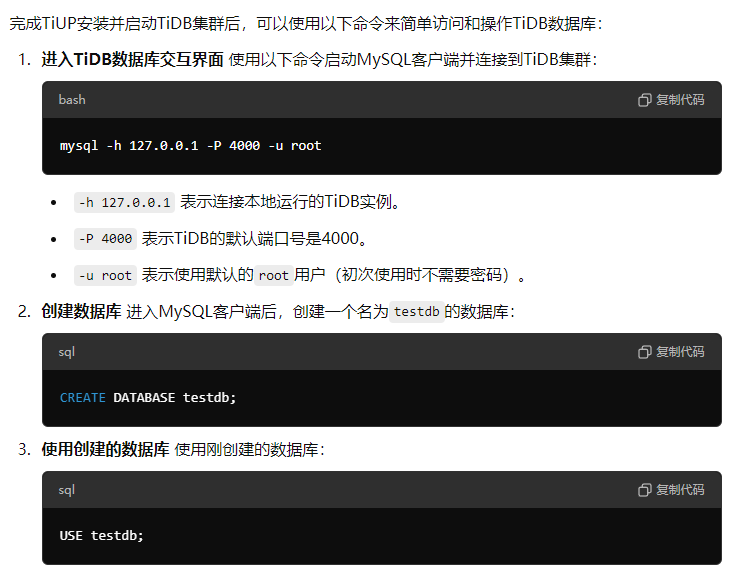 完成TiUP安装并启动TiDB集群后，可以使用以下命令来简单访问和操作TiDB数据库：
1. 进入TiDB数据库交互界面 使用以下命令启动MySQL客户端并连接到TiDB集群：
bash 复制代码
mysql -h 127.0.0.1 -P 4000 -u root
• -h 127.0.0.1 表示连接本地运行的TiDB实例。
• -P 4000 表示TiDB的默认端口号是4000。
• -u root 表示使用默认的root用户（初次使用时不需要密码）。
2. 创建数据库 进入MySQL客户端后，创建一个名为testdb的数据库：
sql 复制代码
CREATE DATABASE testdb;
3. 使用创建的数据库 使用刚创建的数据库：
sql 复制代码
USE testdb;